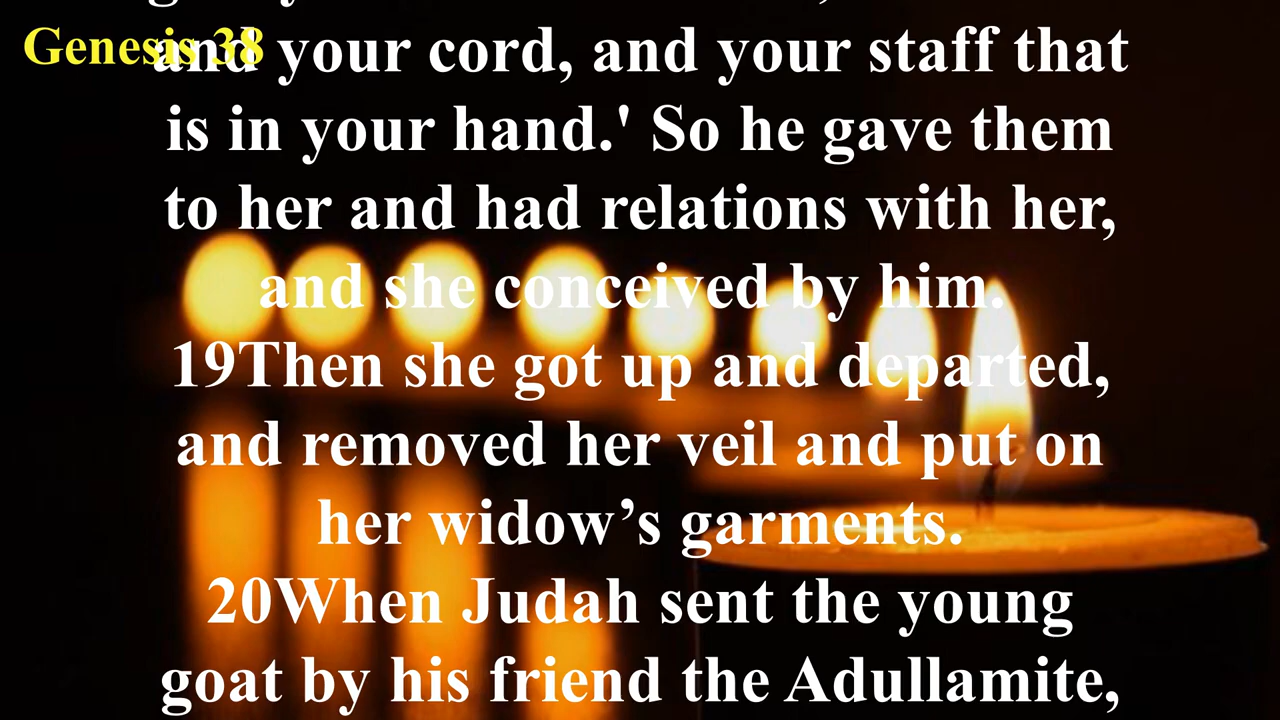 Genesis 38
and your cord, and your staff that
is in your hand.' So he gave them
to her and had relations with her,
and she conceived by him.
19Then she got up and departed,
and removed her veil and put on
her widow’s garments.
20When Judah sent the young
goat by his friend the Adullamite,